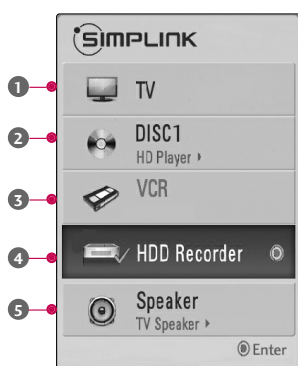 SIMPLINK
1 TV
2 DISC1
HD Player
3 VCR
4 HDD Recorder
5 Speaker
TV Speaker
Enter